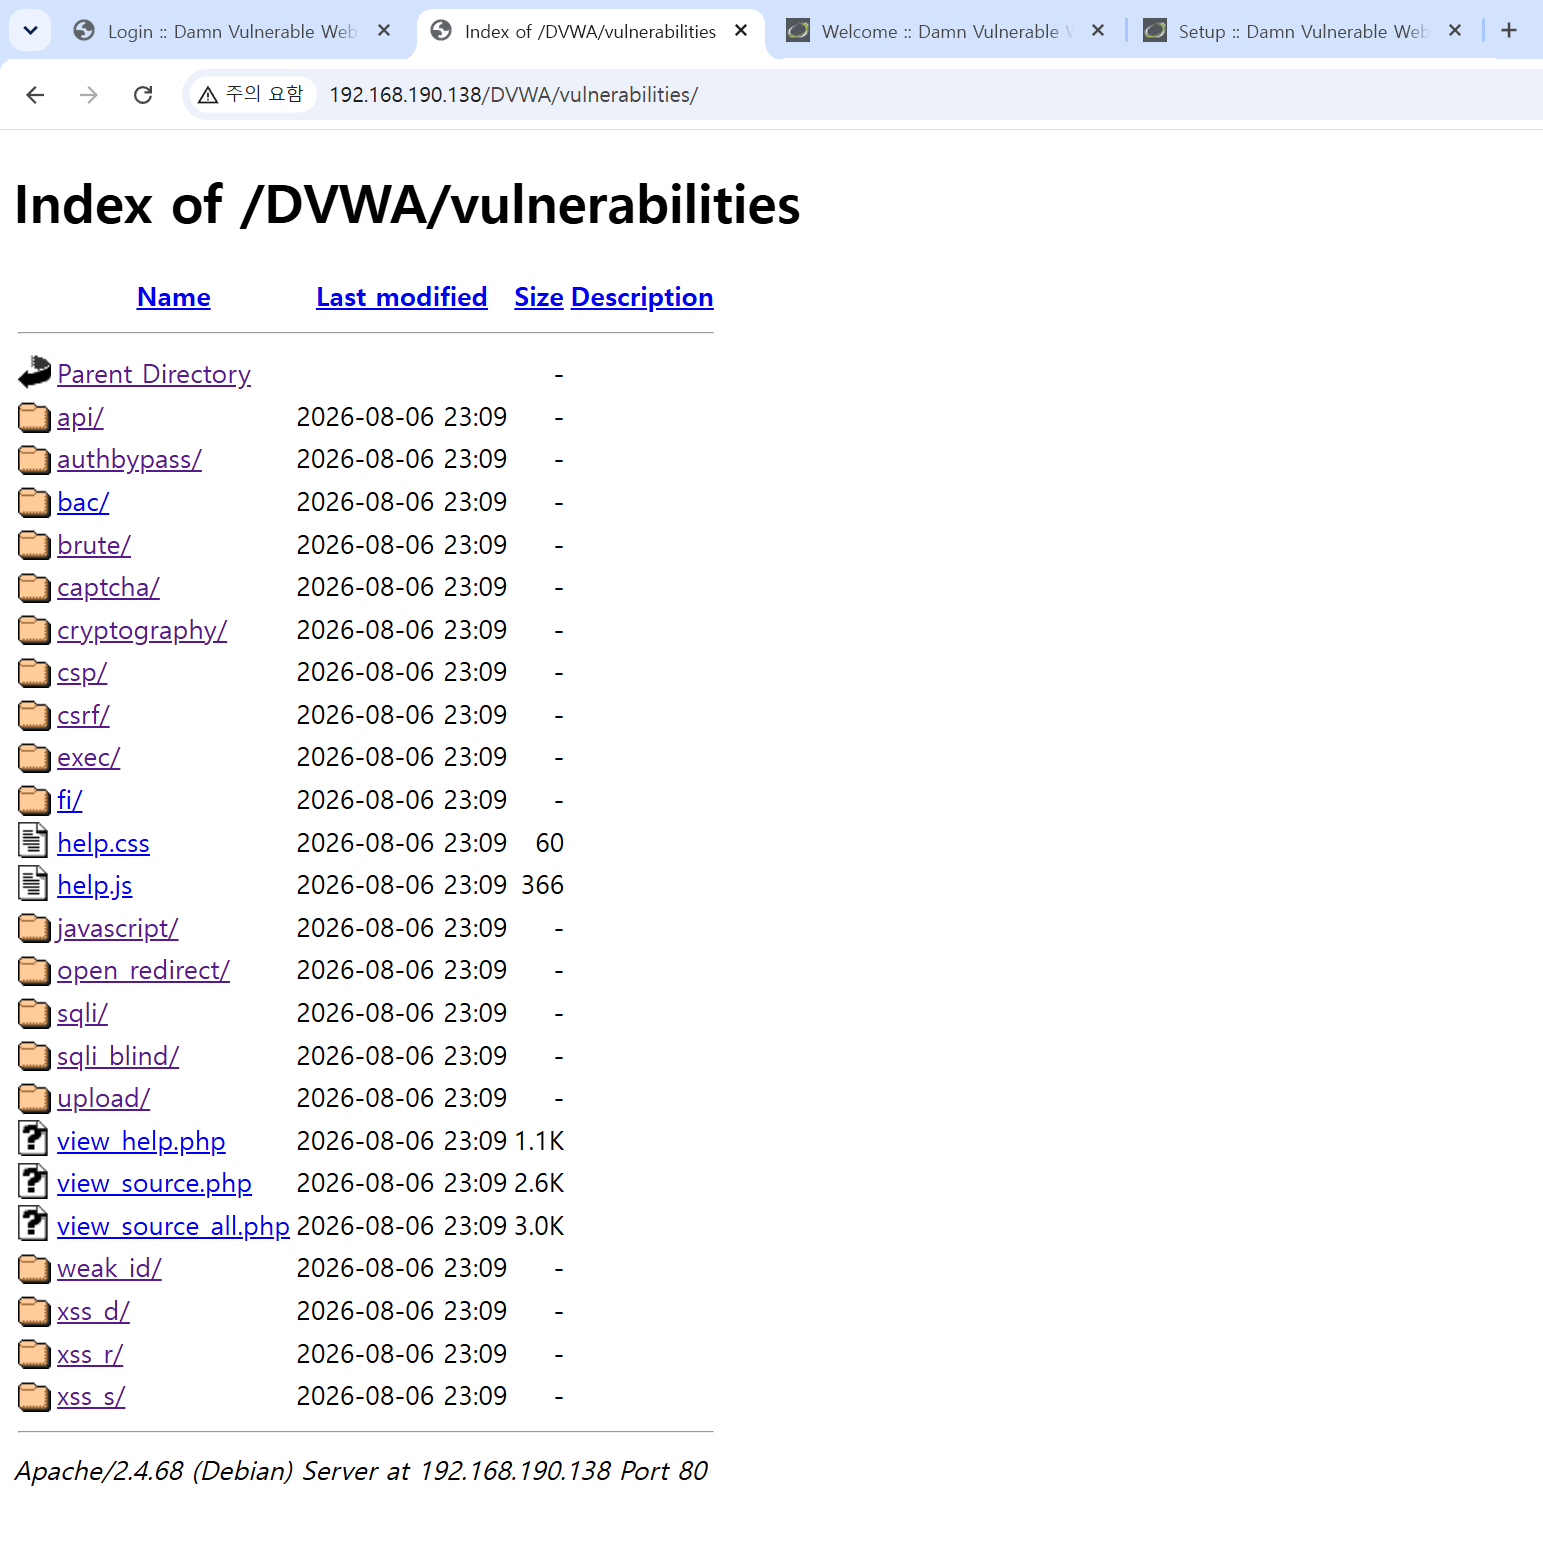 Login :: Damn Vulnerable Web
Index of /DVWA/vulnerabilities
Welcome :: Damn Vulnerable
Setup :: Damn Vulnerable Web
주의 요함 192.168.190.138/DVWA/vulnerabilities/
Index of /DVWA/vulnerabilities
Name Last modified Size Description
Parent Directory -
api/ 2026-08-06 23:09 -
authbypass/ 2026-08-06 23:09 -
bac/ 2026-08-06 23:09 -
brute/ 2026-08-06 23:09 -
captcha/ 2026-08-06 23:09 -
cryptography/ 2026-08-06 23:09 -
csp/ 2026-08-06 23:09 -
csrf/ 2026-08-06 23:09 -
exec/ 2026-08-06 23:09 -
fi/ 2026-08-06 23:09 -
help.css 2026-08-06 23:09 60
help.js 2026-08-06 23:09 366
javascript/ 2026-08-06 23:09 -
open_redirect/ 2026-08-06 23:09 -
sqli/ 2026-08-06 23:09 -
sqli_blind/ 2026-08-06 23:09 -
upload/ 2026-08-06 23:09 -
view_help.php 2026-08-06 23:09 1.1K
view_source.php 2026-08-06 23:09 2.6K
view_source_all.php 2026-08-06 23:09 3.0K
weak_id/ 2026-08-06 23:09 -
xss_d/ 2026-08-06 23:09 -
xss_r/ 2026-08-06 23:09 -
xss_s/ 2026-08-06 23:09 -
Apache/2.4.68 (Debian) Server at 192.168.190.138 Port 80